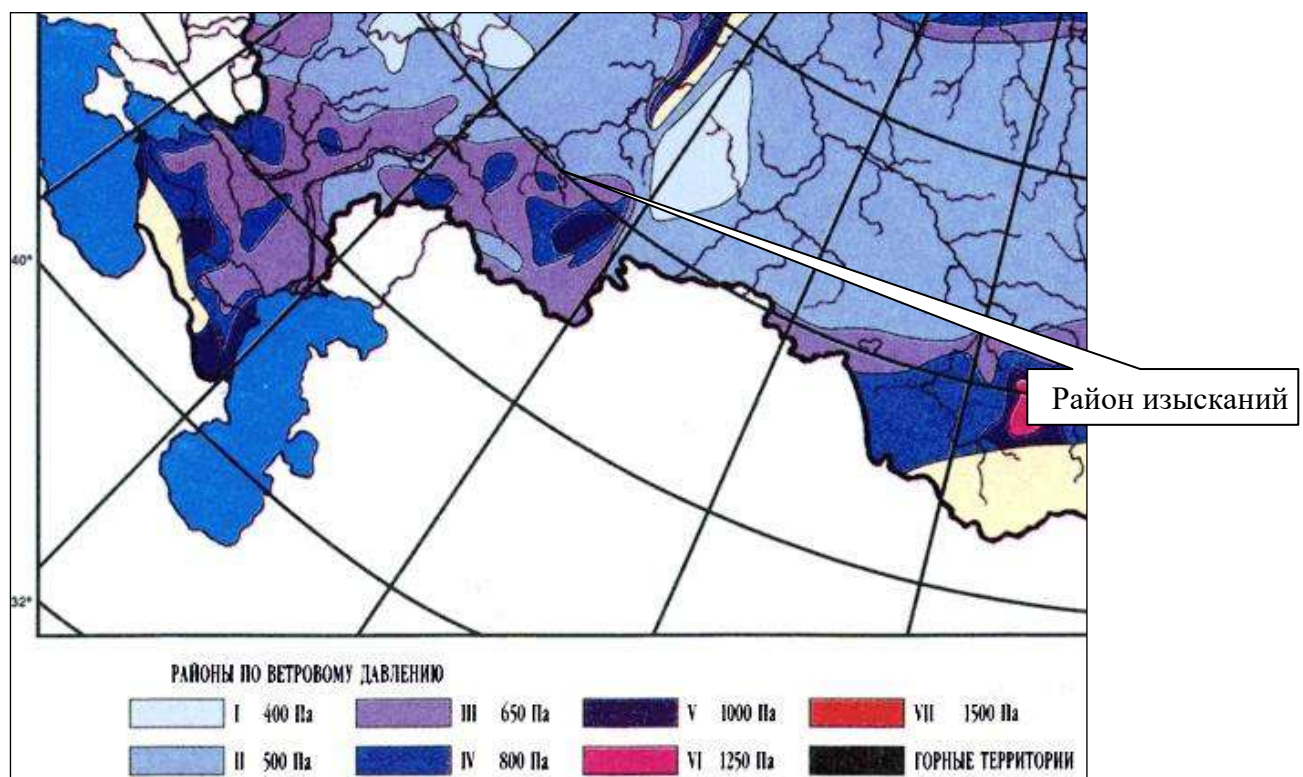 40°
Район изысканий
32°
РАЙОНЫ ПО ВЕТРОВОМУ ДАВЛЕНИЮ
I 400 Па III 650 Па V 1000 Па VII 1500 Па
II 500 Па IV 800 Па VI 1250 Па ГОРНЫЕ ТЕРРИТОРИИ